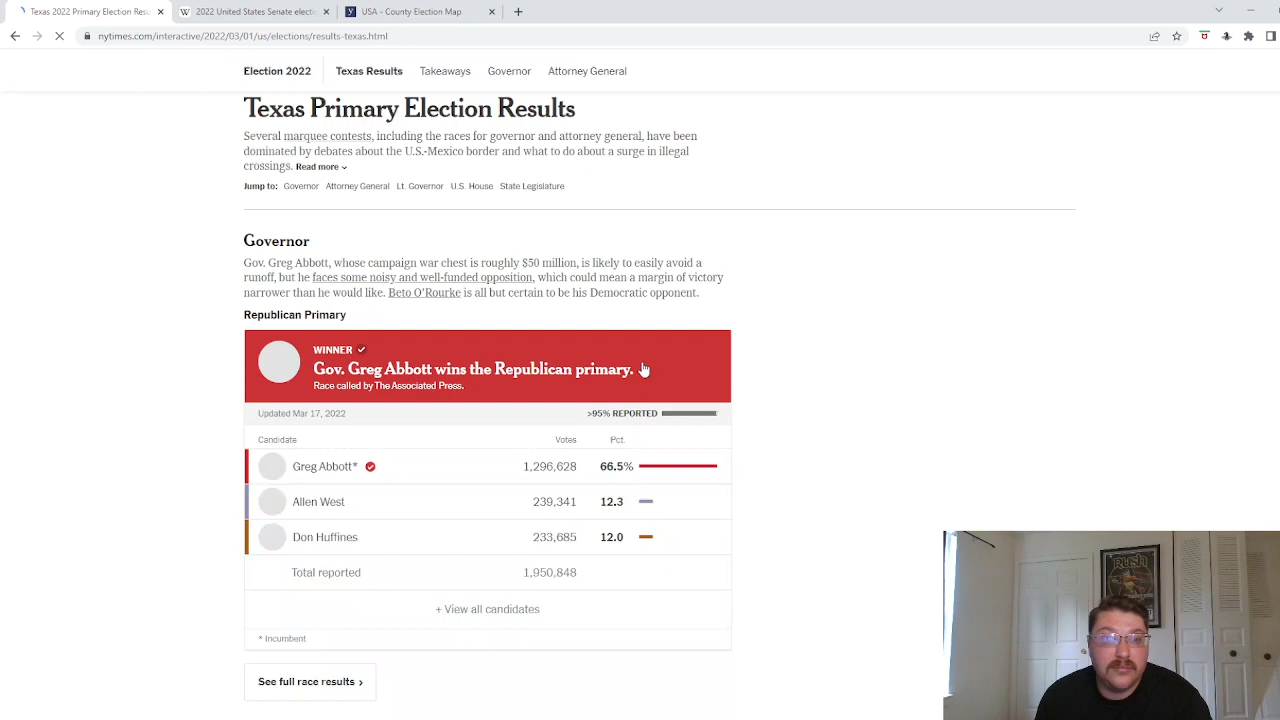 Texas 2022 Primary Election Resu
2022 United States Senate election
USA - County Election Map
nytimes.com/interactive/2022/03/01/us/elections/results-texas.html
Election 2022 Texas Results Takeaways Governor Attorney General
Texas Primary Election Results
Several marquee contests, including the races for governor and attorney general, have been
dominated by debates about the U.S.-Mexico border and what to do about a surge in illegal
crossings. Read more
Jump to: Governor Attorney General Lt. Governor U.S. House State Legislature
Governor
Gov. Greg Abbott, whose campaign war chest is roughly $50 million, is likely to easily avoid a
runoff, but he faces some noisy and well-funded opposition, which could mean a margin of victory
narrower than he would like. Beto O'Rourke is all but certain to be his Democratic opponent.
Republican Primary
WINNER
Gov. Greg Abbott wins the Republican primary.
Race called by The Associated Press.
Updated Mar 17, 2022 >95% REPORTED
Candidate Votes Pct.
Greg Abbott* 1,296,628 66.5%
Allen West 239,341 12.3
Don Huffines 233,685 12.0
Total reported 1,950,848
+ View all candidates
* Incumbent
See full race results ›
Rush